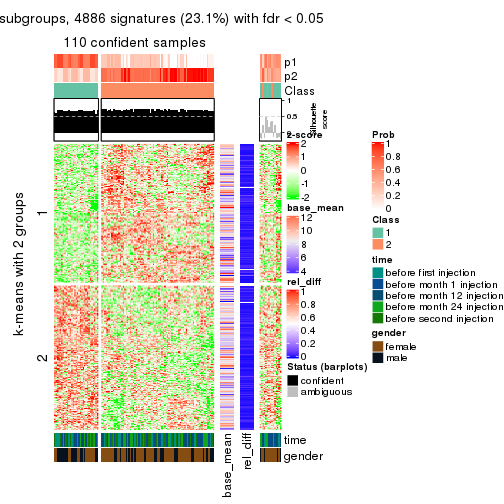 subgroups, 4886 signatures (23.1%) with fdr < 0.05
110 confident samples
p1
p2
Class
1
0.5
0
Silhouette
score
k-means with 2 groups
1
2
time
gender
base_mean
rel_diff
z-score
2
1
0
-1
-2
base_mean
12
10
8
6
4
rel_diff
1
0.8
0.6
0.4
0.2
0
Status (barplots)
confident
ambiguous
Prob
1
0.8
0.6
0.4
0.2
0
Class
1
2
time
before first injection
before month 1 injection
before month 12 injection
before month 24 injection
before second injection
gender
female
male